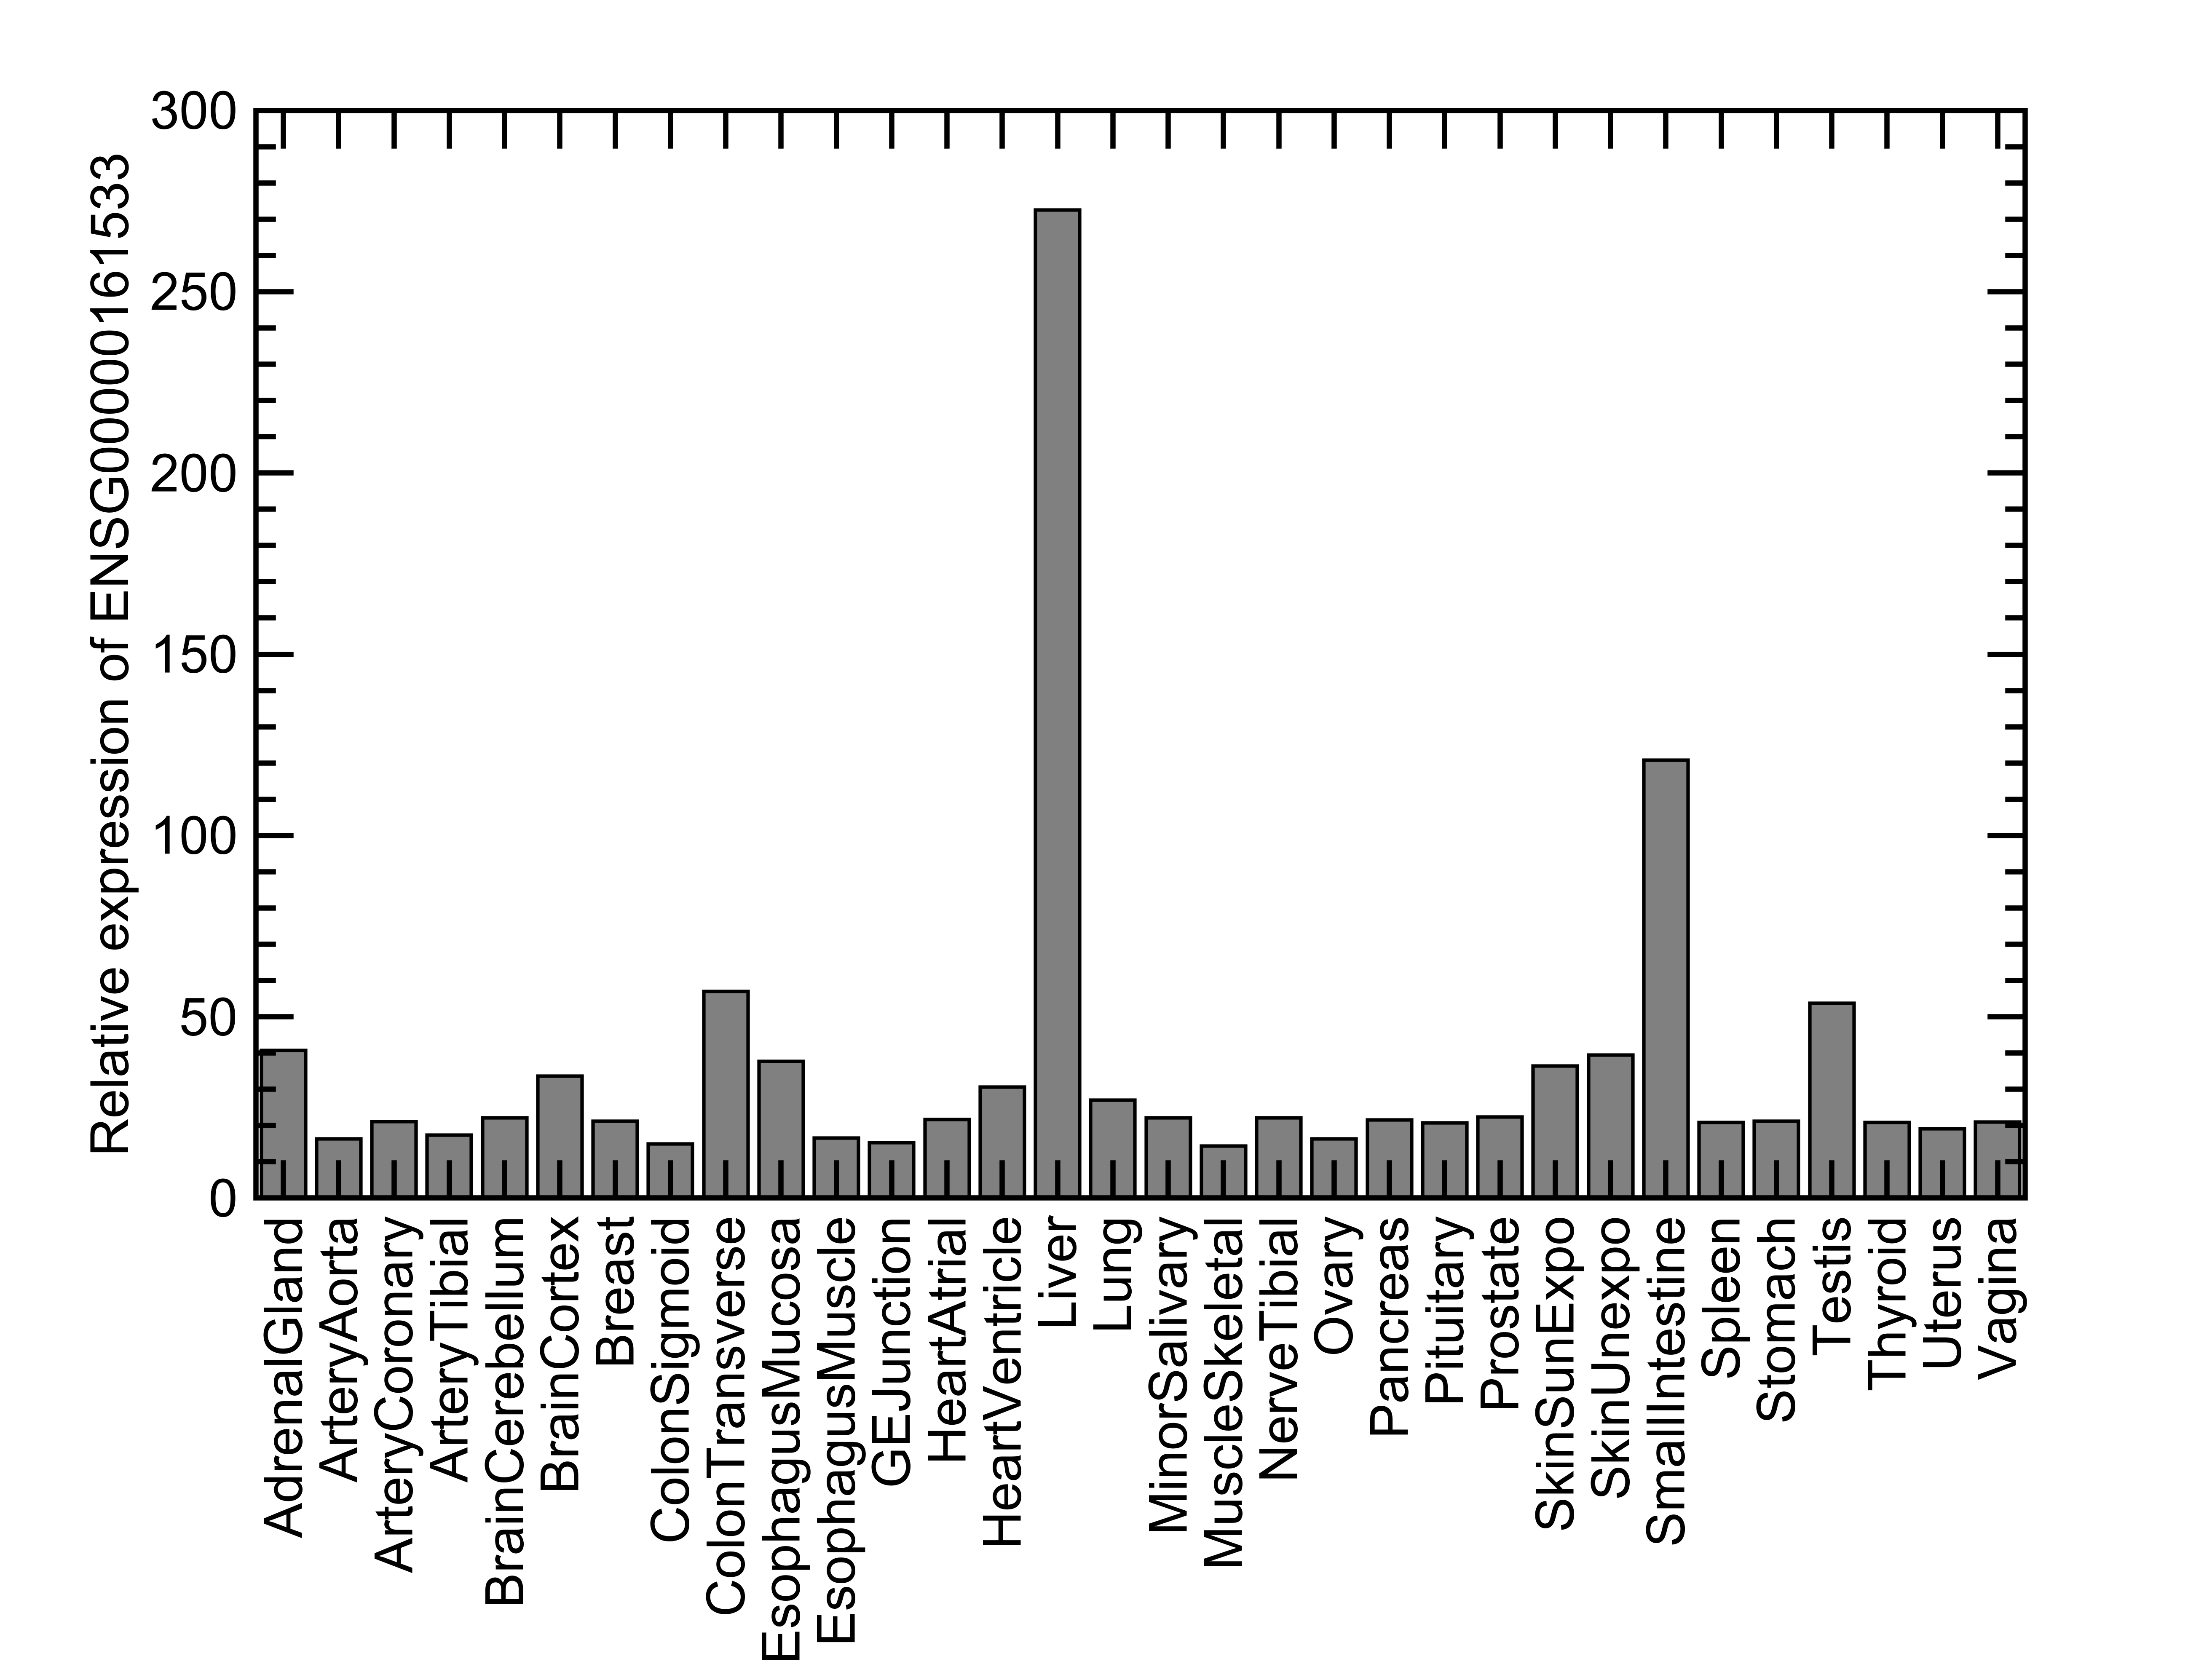 Relative expression of ENSG00000161533
300
250
200
150
100
50
0
AdrenalGland
ArteryAorta
ArteryCoronary
ArteryTibial
BrainCerebellum
BrainCortex
Breast
ColonSigmoid
ColonTransverse
EsophagusMucosa
EsophagusMuscle
GEJunction
HeartAtrial
HeartVentricle
Liver
Lung
MinorSalivary
MuscleSkeletal
NerveTibial
Ovary
Pancreas
Pituitary
Prostate
SkinSunExpo
SkinUnexpo
SmallIntestine
Spleen
Stomach
Testis
Thyroid
Uterus
Vagina